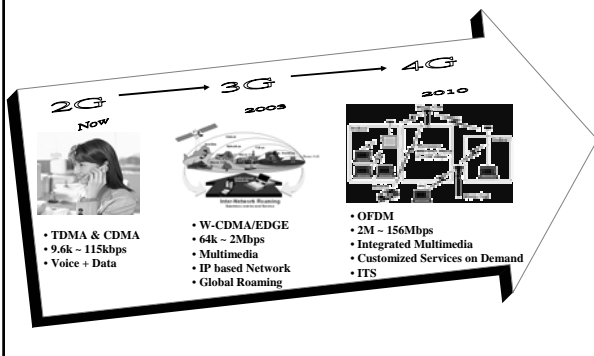 2G
3G
4G
Now
2003
2010
• TDMA & CDMA
• 9.6k ~ 115kbps
• Voice + Data
Inter-Network Roaming
• W-CDMA/EDGE
• 64k ~ 2Mbps
• Multimedia
• IP based Network
• Global Roaming
• OFDM
• 2M ~ 156Mbps
• Integrated Multimedia
• Customized Services on Demand
• ITS